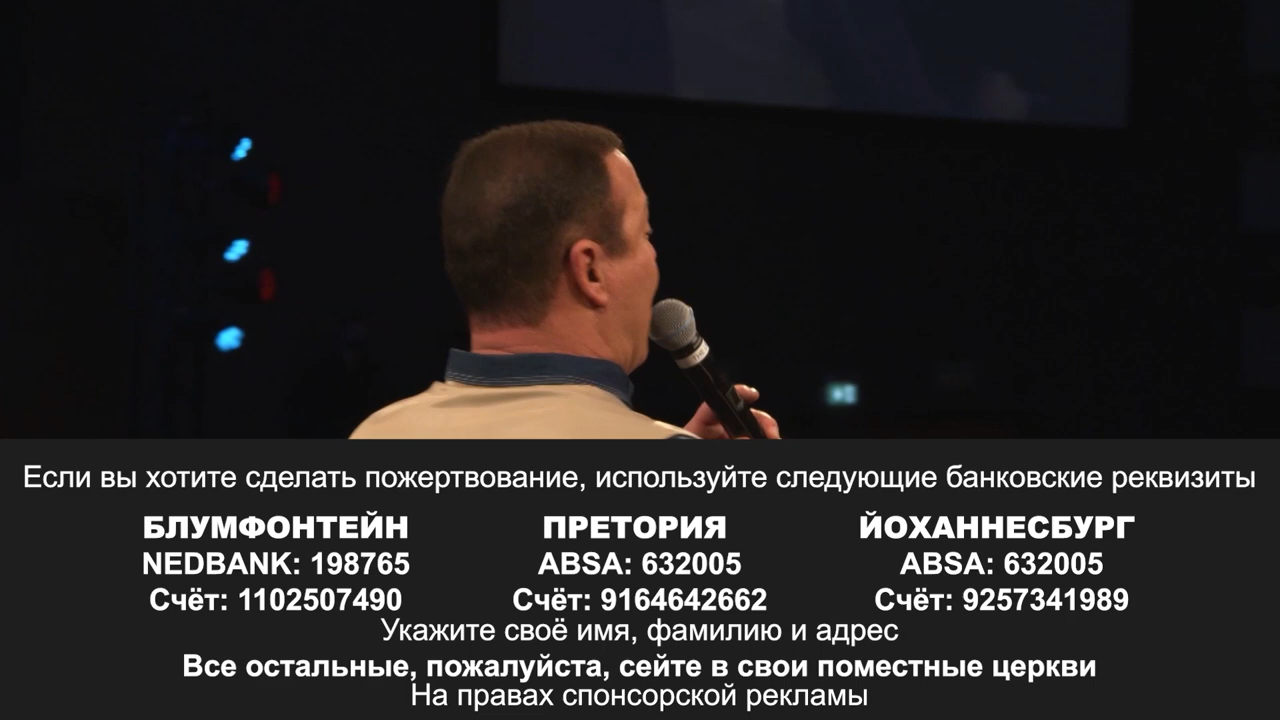 Если вы хотите сделать пожертвование, используйте следующие банковские реквизиты
БЛУМФОНТЕЙН
NEDBANK: 198765
Счёт: 1102507490
ПРЕТОРИЯ
ABSA: 632005
Счёт: 9164642662
ЙОХАННЕСБУРГ
ABSA: 632005
Счёт: 9257341989
Укажите своё имя, фамилию и адрес
Все остальные, пожалуйста, сейте в свои поместные церкви
На правах спонсорской рекламы